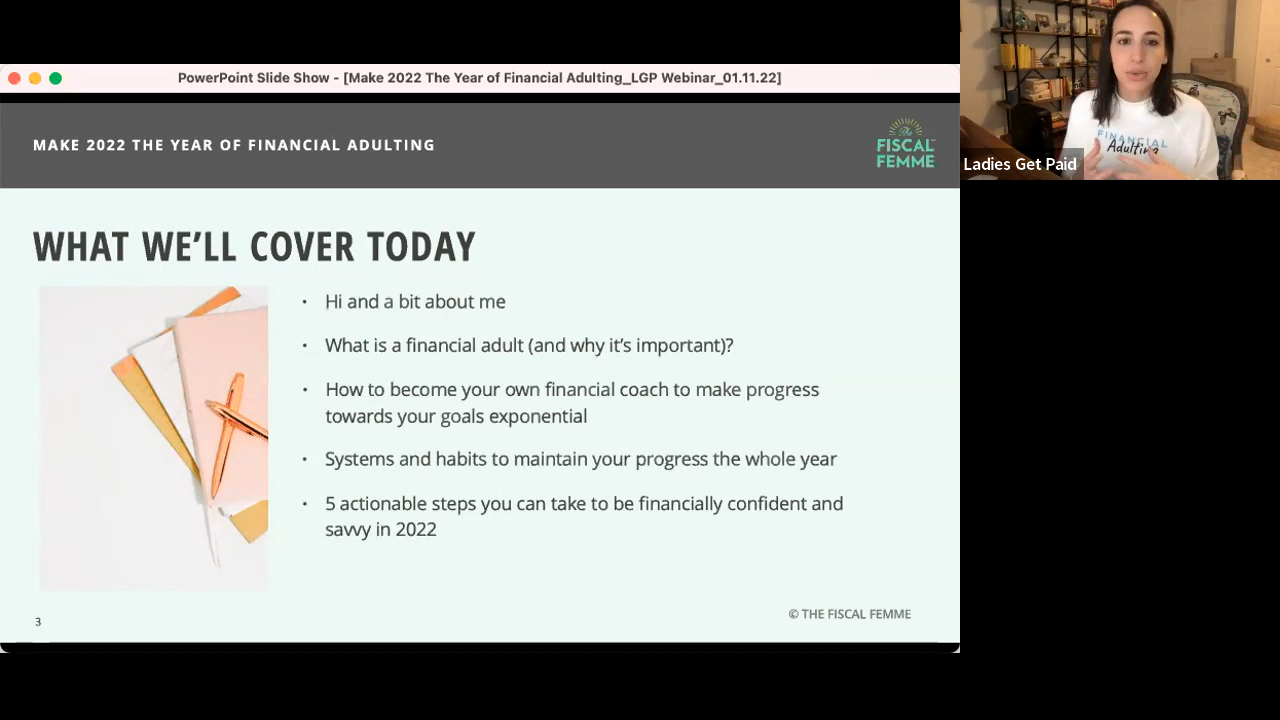 PowerPoint Slide Show - [Make 2022 The Year of Financial Adulting_LGP Webinar_01.11.22]
MAKE 2022 THE YEAR OF FINANCIAL ADULTING
The
FISCAL
FEMME
WHAT WE’LL COVER TODAY
• Hi and a bit about me
• What is a financial adult (and why it’s important)?
• How to become your own financial coach to make progress
towards your goals exponential
• Systems and habits to maintain your progress the whole year
• 5 actionable steps you can take to be financially confident and
savvy in 2022
3
© THE FISCAL FEMME
FINANCIAL
Adulting
Ladies Get Paid